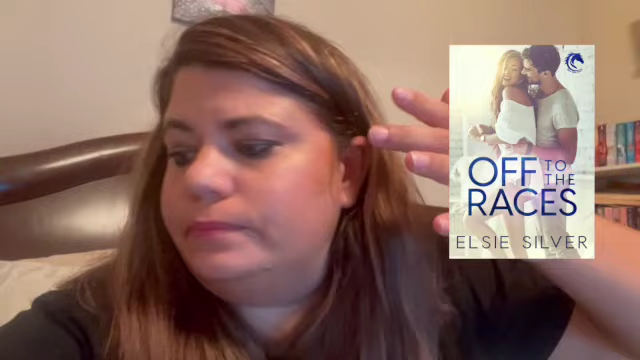 OFF TO
THE
RACES
ELSIE SILVER